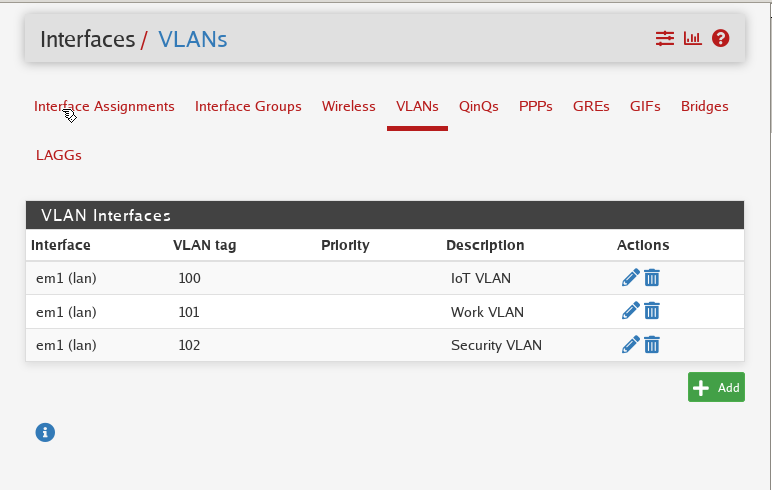 Interfaces / VLANs
Interface Assignments Interface Groups Wireless VLANs QinQs PPPs GREs GIFs Bridges
LAGGs
VLAN Interfaces
Interface VLAN tag Priority Description Actions
em1 (lan) 100 IoT VLAN
em1 (lan) 101 Work VLAN
em1 (lan) 102 Security VLAN
Add